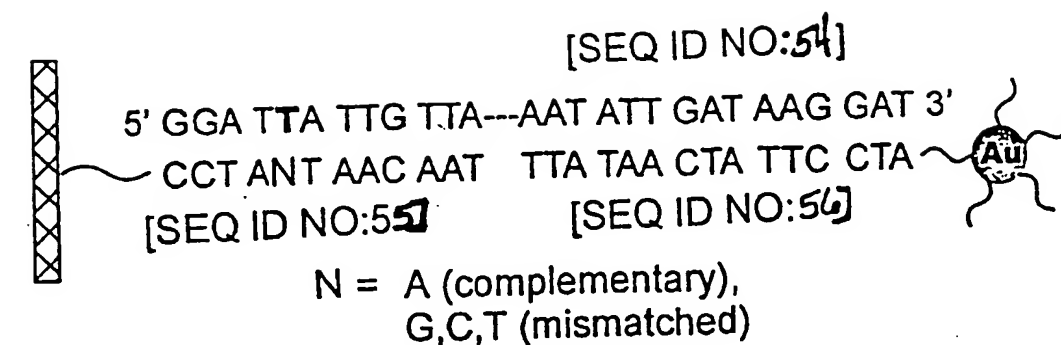 [SEQ ID NO:54]
5' GGA TTA TTG TTA---AAT ATT GAT AAG GAT 3'
CCT ANT AAC AAT TTA TAA CTA TTC CTA Au
[SEQ ID NO:55] [SEQ ID NO:56]
N = A (complementary),
G,C,T (mismatched)